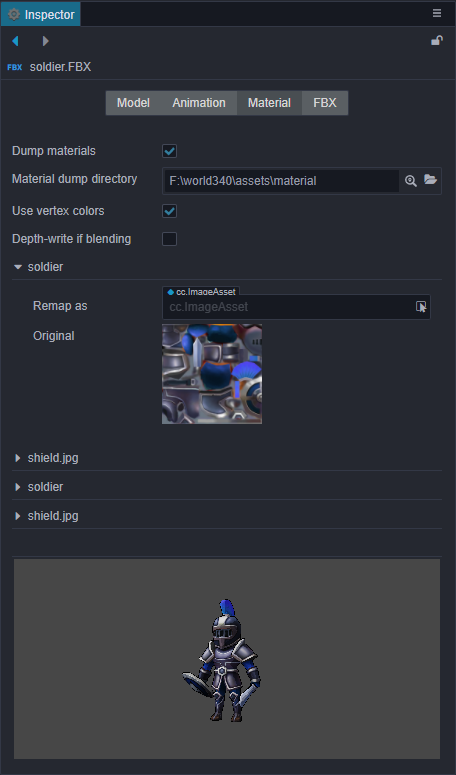 Inspector
FBX soldier.FBX
Model Animation Material FBX
Dump materials
Material dump directory F:\world340\assets\material
Use vertex colors
Depth-write if blending
soldier
cc.ImageAsset
Remap as cc.ImageAsset
Original
shield.jpg
soldier
shield.jpg